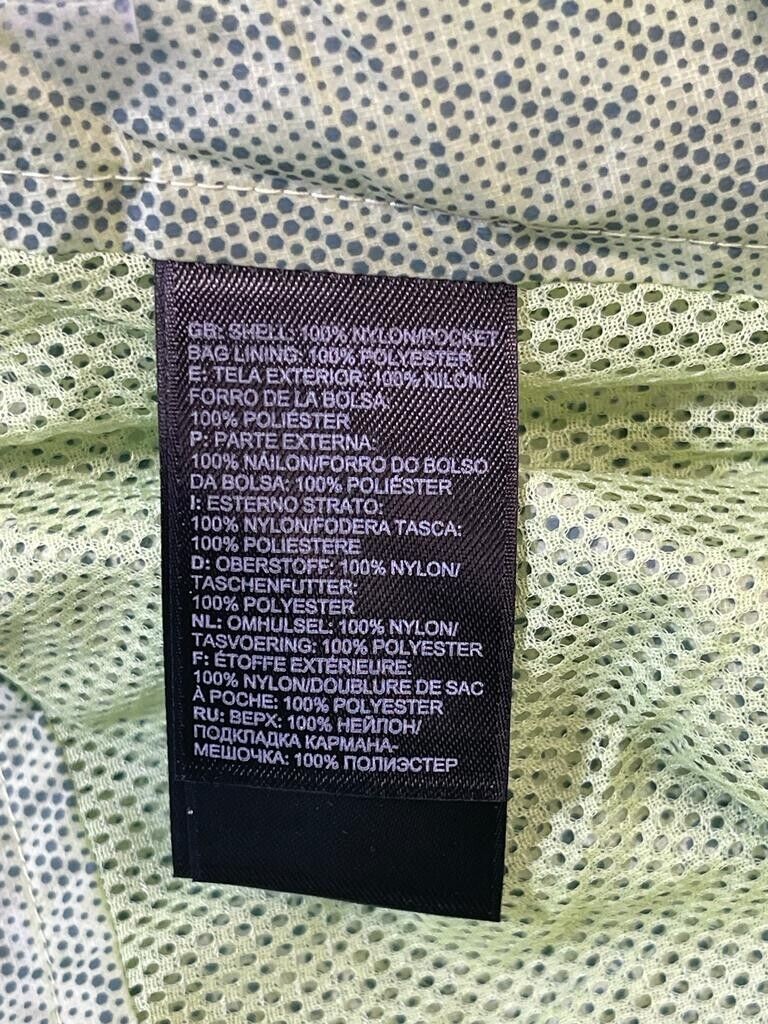 GB: SHELL: 100% NYLON/POCKET
BAG LINING: 100% POLYESTER
E: TELA EXTERIOR: 100% NILÓN/
FORRO DE LA BOLSA:
100% POLIÉSTER
P: PARTE EXTERNA:
100% NÁILON/FORRO DO BOLSO
DA BOLSA: 100% POLIÉSTER
I: ESTERNO STRATO:
100% NYLON/FODERA TASCA:
100% POLIESTERE
D: OBERSTOFF: 100% NYLON/
TASCHENFUTTER:
100% POLYESTER
NL: OMHULSEL: 100% NYLON/
TASVOERING: 100% POLYESTER
F: ÉTOFFE EXTÉRIEURE:
100% NYLON/DOUBLURE DE SAC
À POCHE: 100% POLYESTER
RU: ВЕРХ: 100% НЕЙЛОН/
ПОДКЛАДКА КАРМАНА-
МЕШОЧКА: 100% ПОЛИЭСТЕР